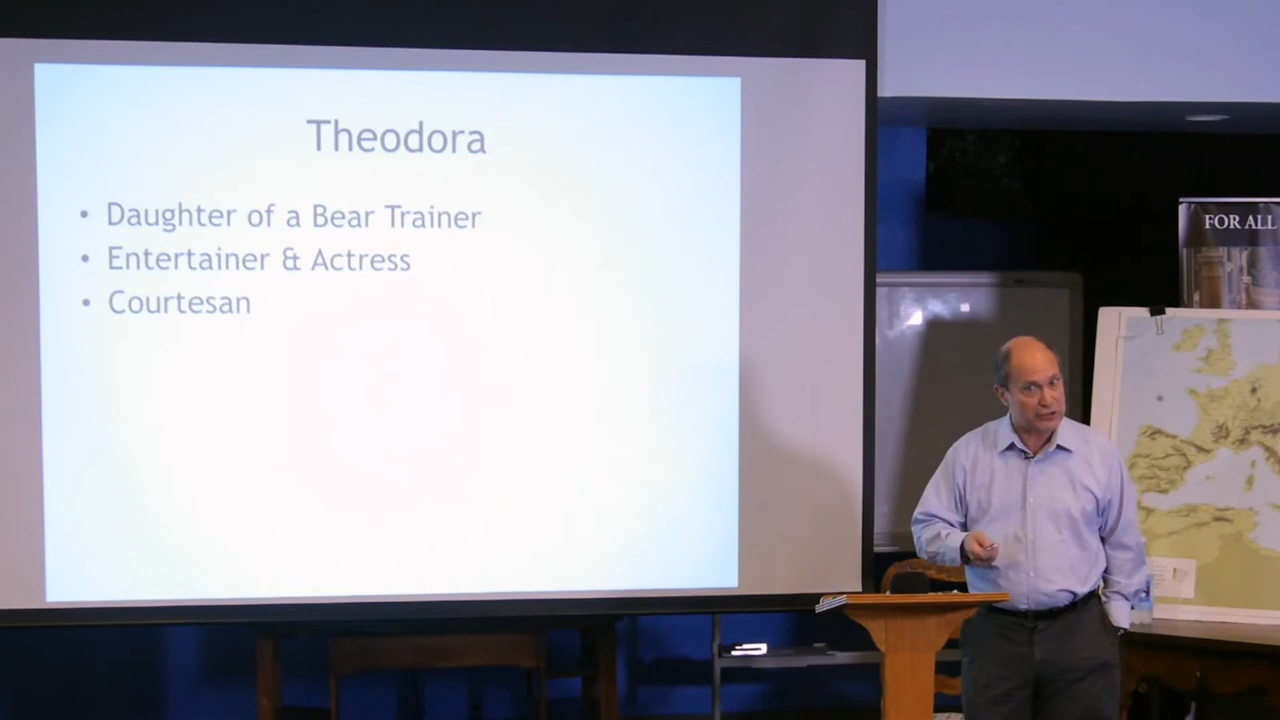 Theodora
• Daughter of a Bear Trainer
• Entertainer & Actress
• Courtesan
FOR ALL